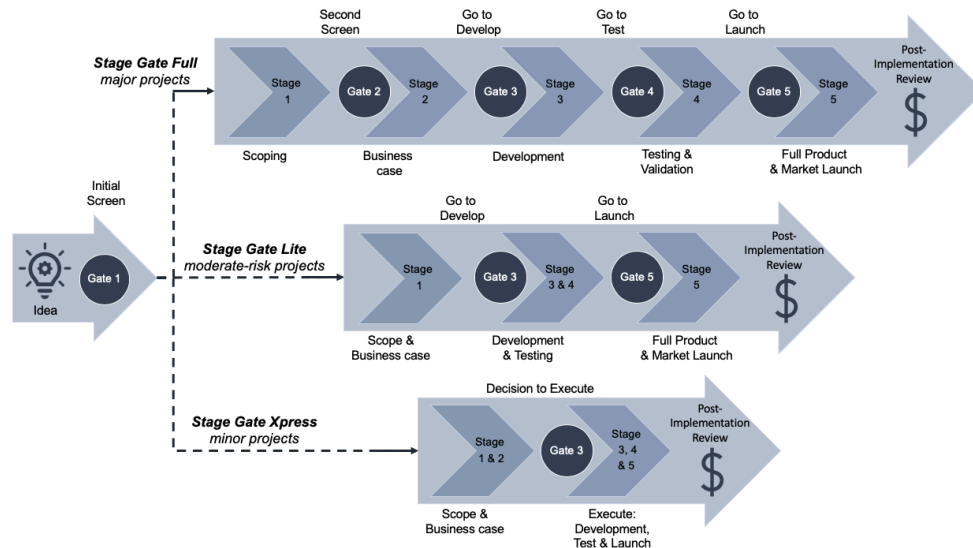 Second
Screen
Go to
Develop
Go to
Test
Go to
Launch
Stage Gate Full
major projects
Stage
1
Gate 2
Stage
2
Gate 3
Stage
3
Gate 4
Stage
4
Gate 5
Stage
5
Post-
Implementation
Review
$
Scoping
Business
case
Development
Testing &
Validation
Full Product
& Market Launch
Initial
Screen
Idea
Gate 1
Go to
Develop
Go to
Launch
Stage Gate Lite
moderate-risk projects
Stage
1
Gate 3
Stage
3 & 4
Gate 5
Stage
5
Post-
Implementation
Review
$
Scope &
Business case
Development
& Testing
Full Product
& Market Launch
Decision to Execute
Stage Gate Xpress
minor projects
Stage
1 & 2
Gate 3
Stage
3, 4
& 5
Post-
Implementation
Review
$
Scope &
Business case
Execute:
Development,
Test & Launch